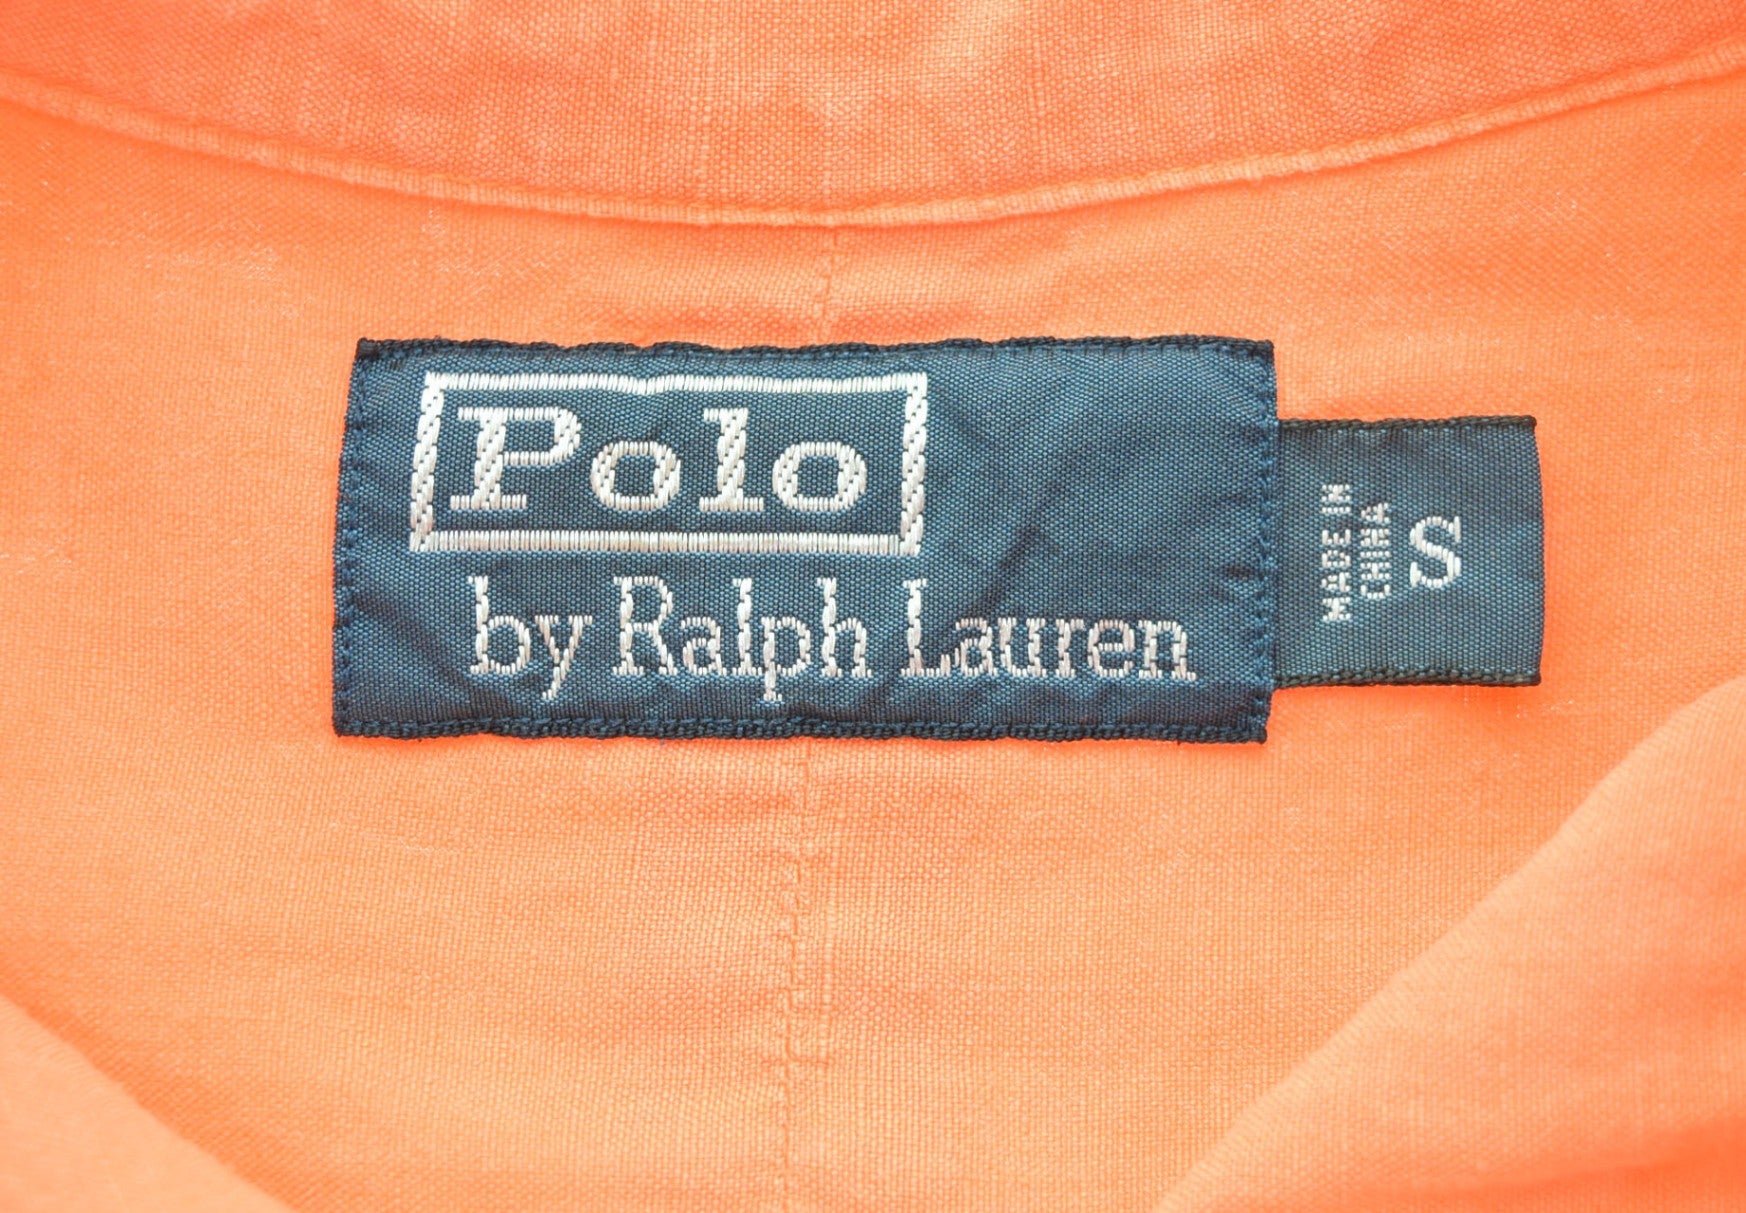 Polo
by Ralph Lauren
MADE IN
CHINA
S